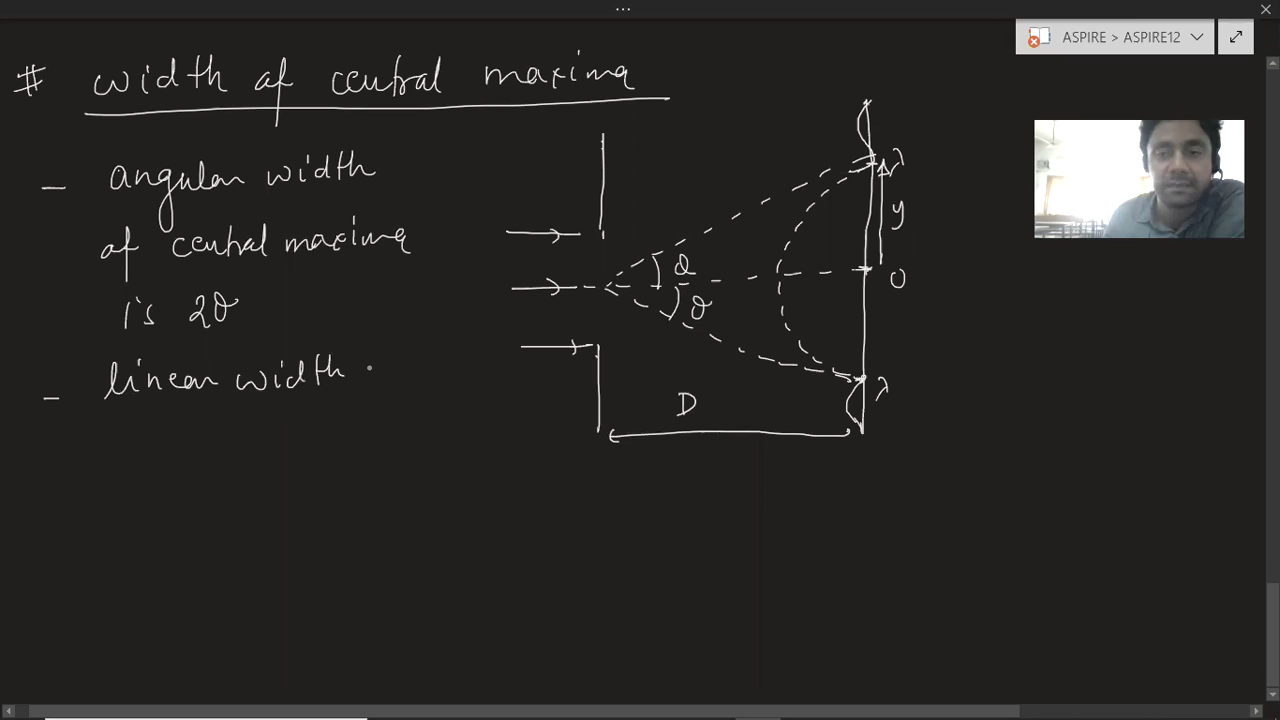 ASPIRE > ASPIRE12
# width of central maxima
- angular width
of central maxima
is 2θ
- linear width
λ
y
θ
O
θ
λ
D